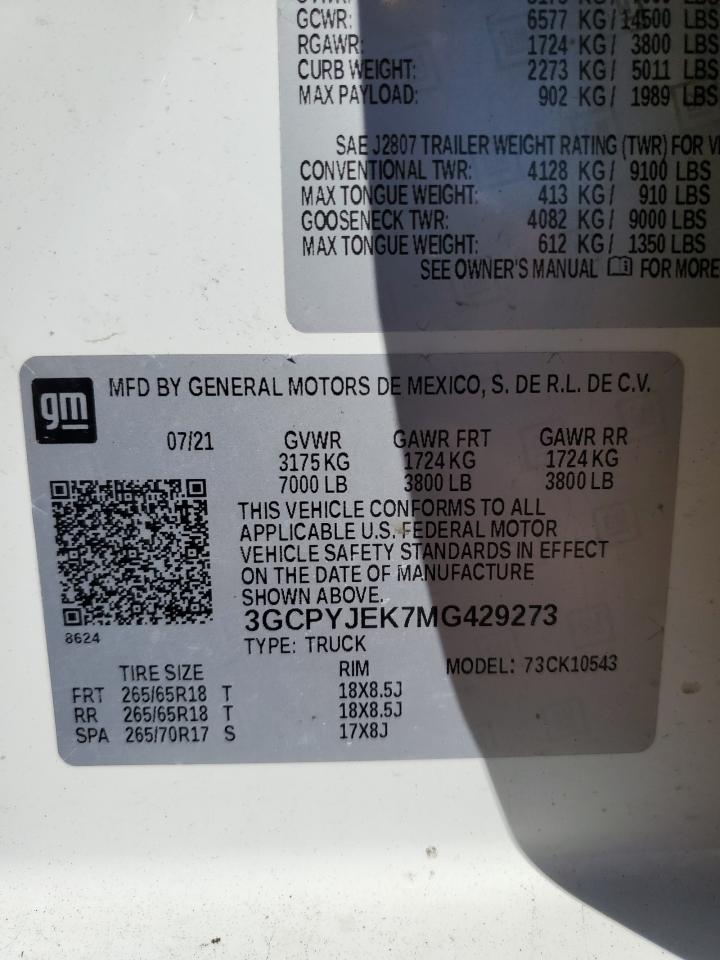 GCWR: 6577 KG/ 14500 LBS
RGAWR: 1724 KG/ 3800 LBS
CURB WEIGHT: 2273 KG/ 5011 LBS
MAX PAYLOAD: 902 KG/ 1989 LBS
SAE J2807 TRAILER WEIGHT RATING (TWR) FOR
CONVENTIONAL TWR: 4128 KG/ 9100 LBS
MAX TONGUE WEIGHT: 413 KG/ 910 LBS
GOOSENECK TWR: 4082 KG/ 9000 LBS
MAX TONGUE WEIGHT: 612 KG/ 1350 LBS
SEE OWNER'S MANUAL FOR MORE
gm
MFD BY GENERAL MOTORS DE MEXICO, S. DE R.L. DE C.V.
07/21 GVWR GAWR FRT GAWR RR
3175 KG 1724 KG 1724 KG
7000 LB 3800 LB 3800 LB
THIS VEHICLE CONFORMS TO ALL
APPLICABLE U.S. FEDERAL MOTOR
VEHICLE SAFETY STANDARDS IN EFFECT
ON THE DATE OF MANUFACTURE
SHOWN ABOVE.
3GCPYJEK7MG429273
8624
TYPE: TRUCK
TIRE SIZE RIM MODEL: 73CK10543
FRT 265/65R18 T 18X8.5J
RR 265/65R18 T 18X8.5J
SPA 265/70R17 S 17X8J